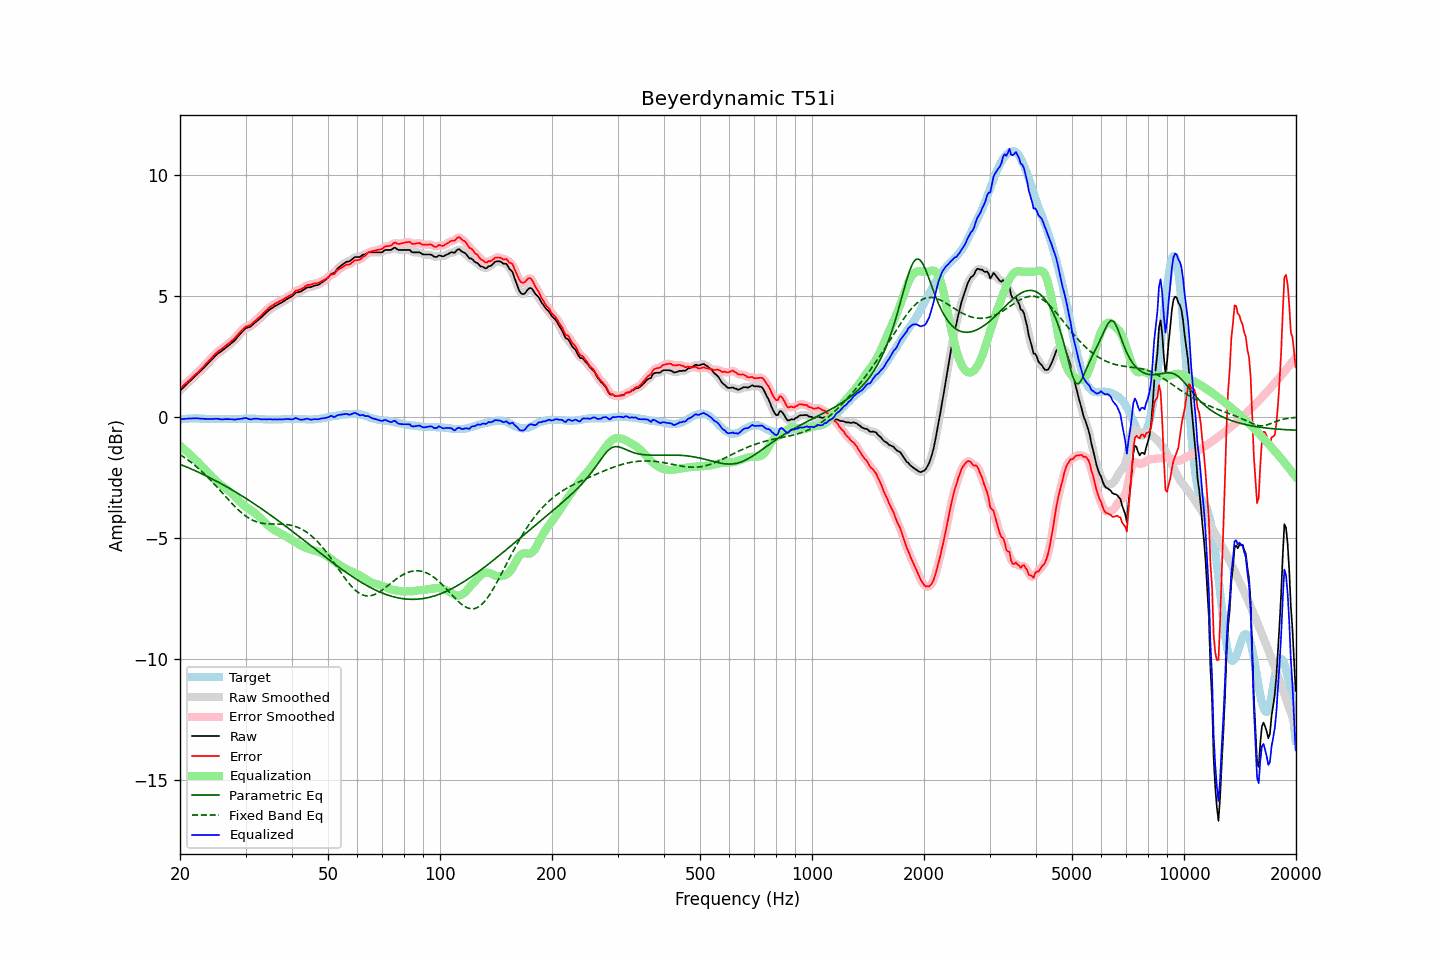 Beyerdynamic T51i
Amplitude (dBr)
10
5
0
−5
−10
−15
Target
Raw Smoothed
Error Smoothed
Raw
Error
Equalization
Parametric Eq
Fixed Band Eq
Equalized
20 50 100 200 500 1000 2000 5000 10000 20000
Frequency (Hz)